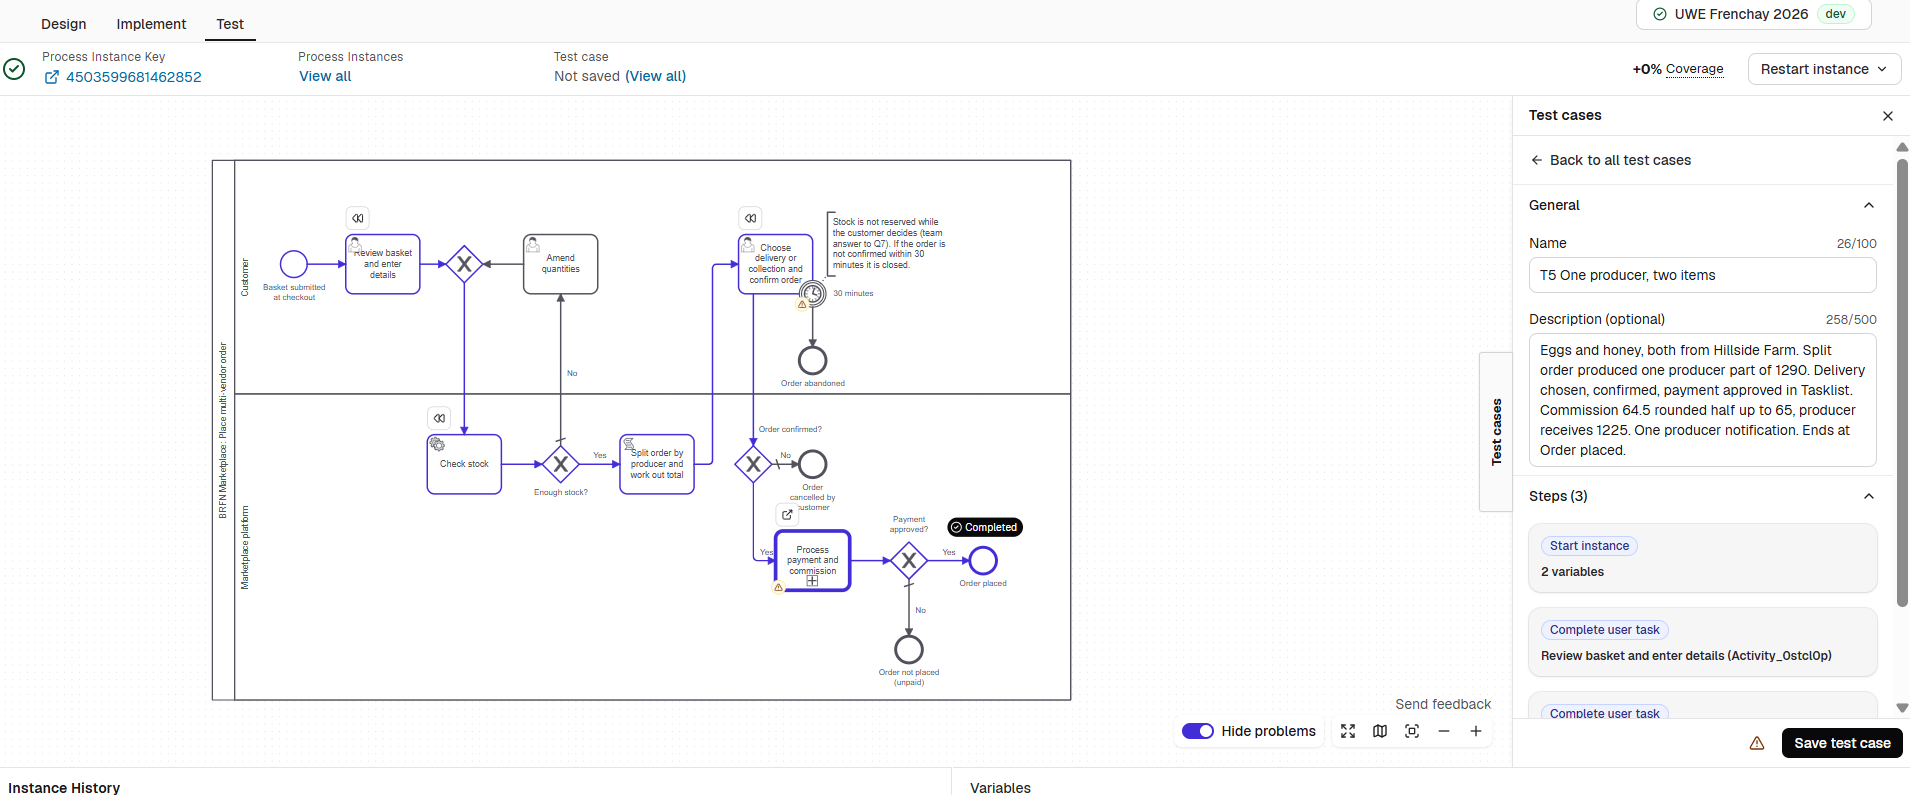 Design
Implement
Test
UWE Frenchay 2026
dev
Process Instance Key
4503599681462852
Process Instances
View all
Test case
Not saved (View all)
+0% Coverage
Restart instance
BRFN Marketplace: Place multi-vendor order
Customer
Marketplace platform
Basket submitted
at checkout
Review basket
and enter
details
Amend
quantities
Choose
delivery or
collection and
confirm order
Stock is not reserved while
the customer decides (team
answer to Q7). If the order is
not confirmed within 30
minutes it is closed.
30 minutes
Order abandoned
No
Check stock
Enough stock?
Yes
Split order by
producer and
work out total
Order confirmed?
No
Order
cancelled by
customer
Yes
Process
payment and
commission
Payment
approved?
Yes
Completed
Order placed
No
Order not placed
(unpaid)
Send feedback
Hide problems
Test cases
Test cases
Back to all test cases
General
Name
26/100
T5 One producer, two items
Description (optional)
258/500
Eggs and honey, both from Hillside Farm. Split
order produced one producer part of 1290. Delivery
chosen, confirmed, payment approved in Tasklist.
Commission 64.5 rounded half up to 65, producer
receives 1225. One producer notification. Ends at
Order placed.
Steps (3)
Start instance
2 variables
Complete user task
Review basket and enter details (Activity_0stcl0p)
Complete user task
Save test case
Instance History
Variables